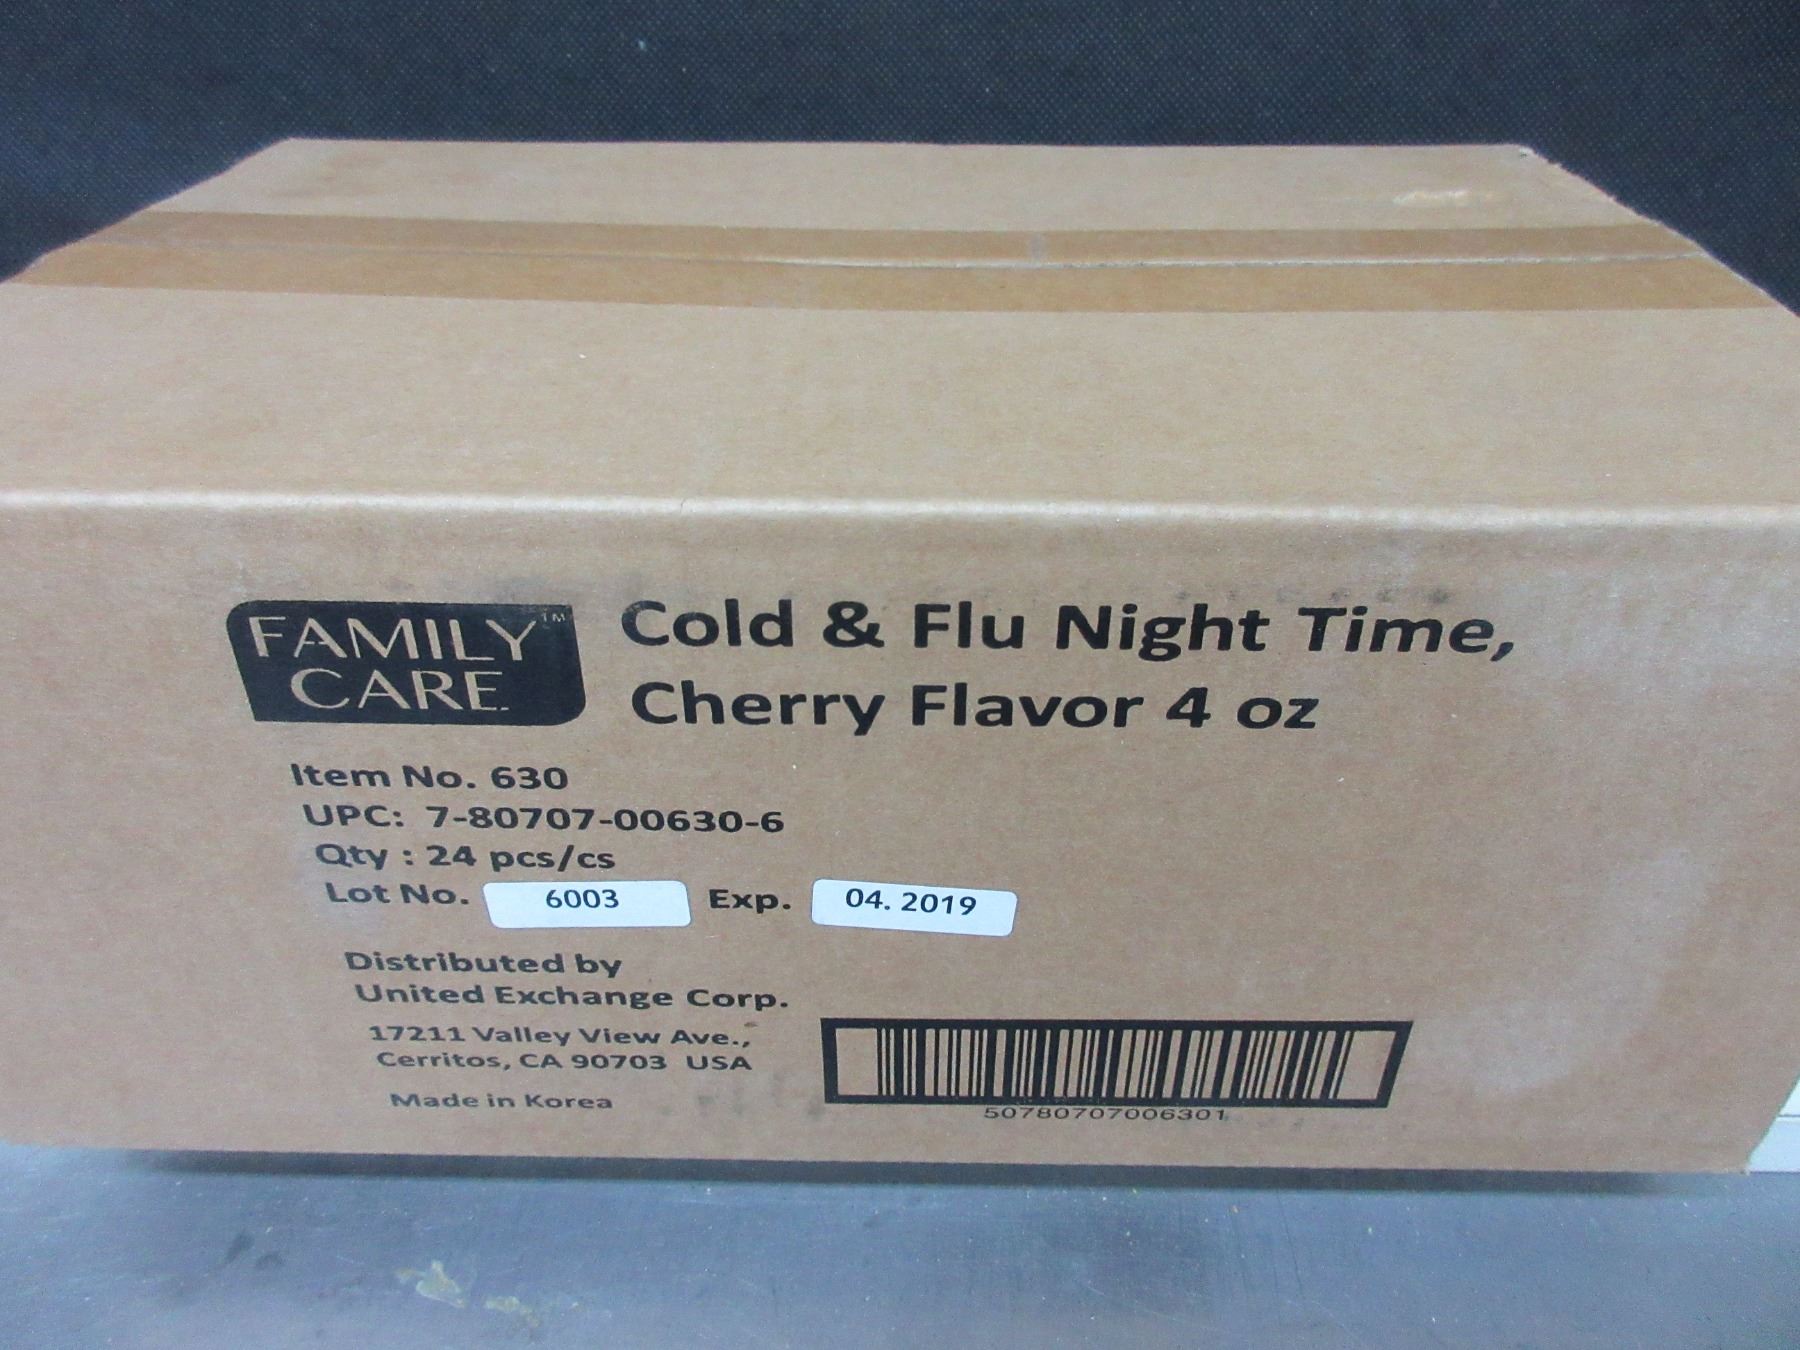 FAMILY™
CARE
Cold & Flu Night Time,
Cherry Flavor 4 oz
Item No. 630
UPC: 7-80707-00630-6
Qty : 24 pcs/cs
Lot No. 6003 Exp. 04. 2019
Distributed by
United Exchange Corp.
17211 Valley View Ave.,
Cerritos, CA 90703 USA
Made in Korea
50780707006301